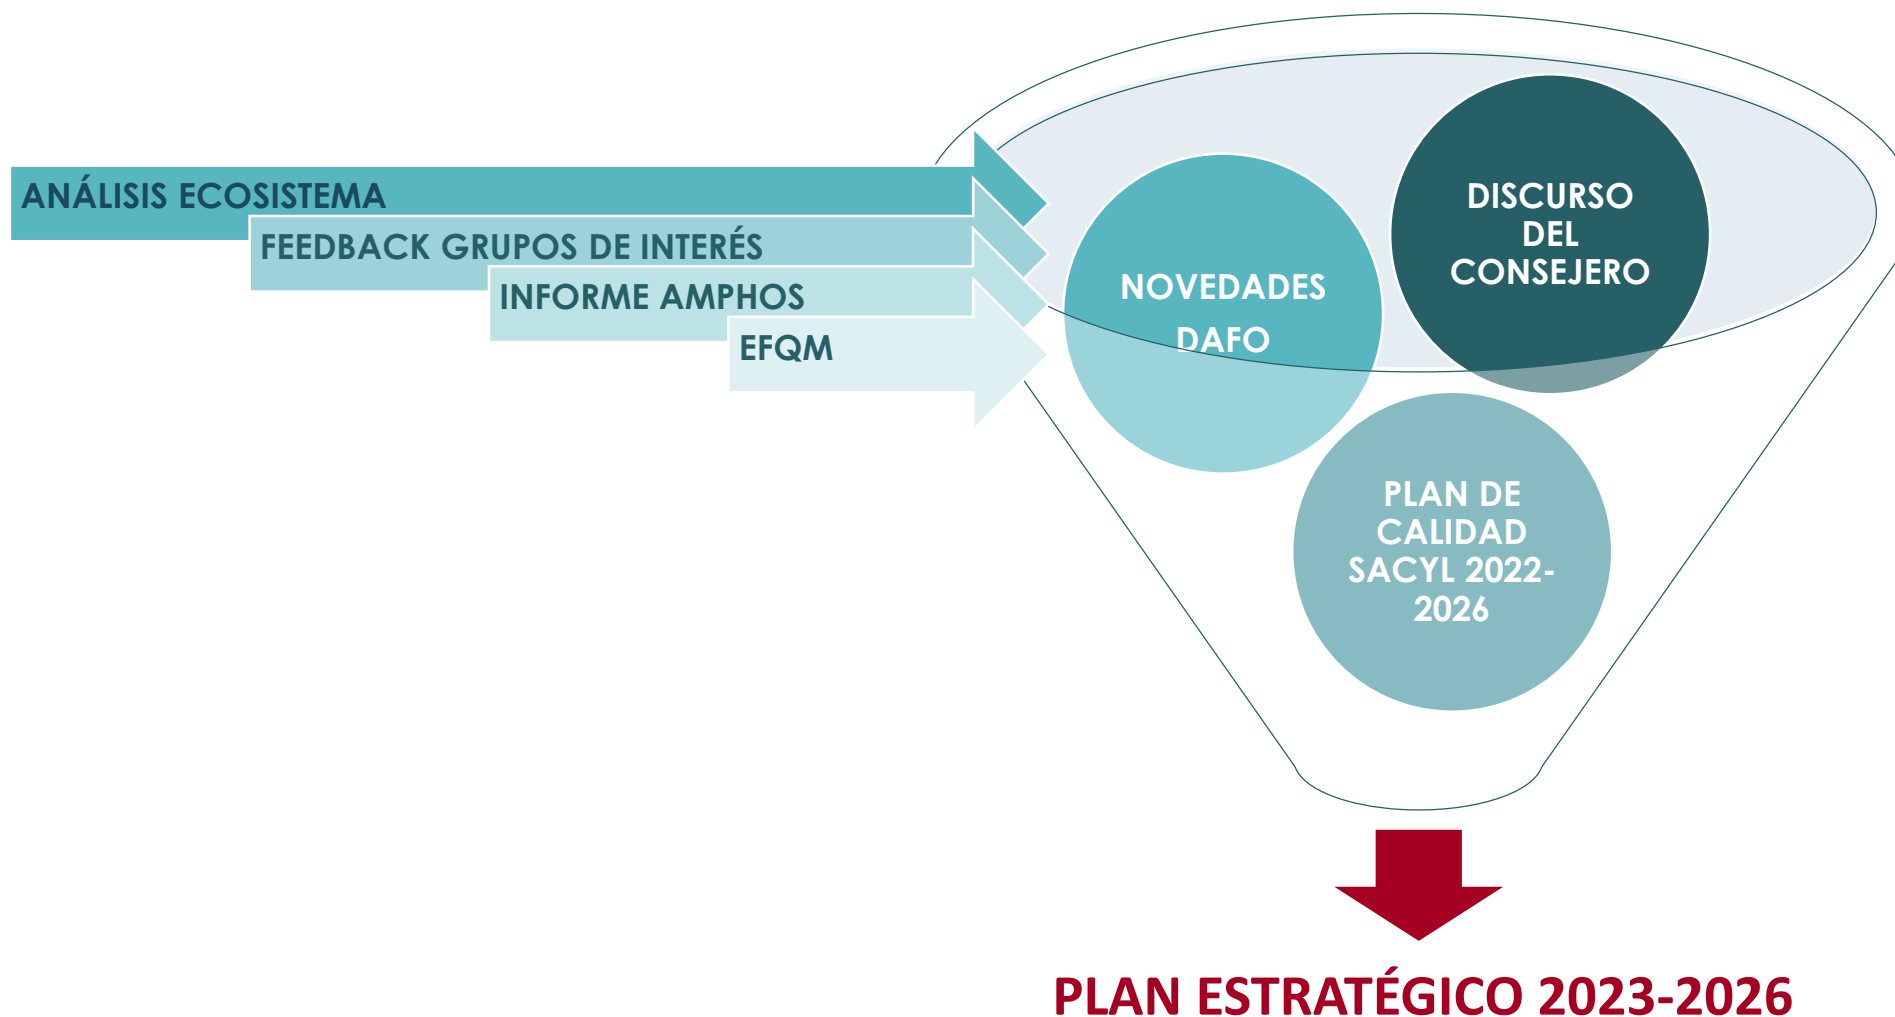 ANÁLISIS ECOSISTEMA
FEEDBACK GRUPOS DE INTERÉS
INFORME AMPHOS
EFQM
NOVEDADES
DAFO
DISCURSO
DEL
CONSEJERO
PLAN DE
CALIDAD
SACYL 2022-
2026
PLAN ESTRATÉGICO 2023-2026